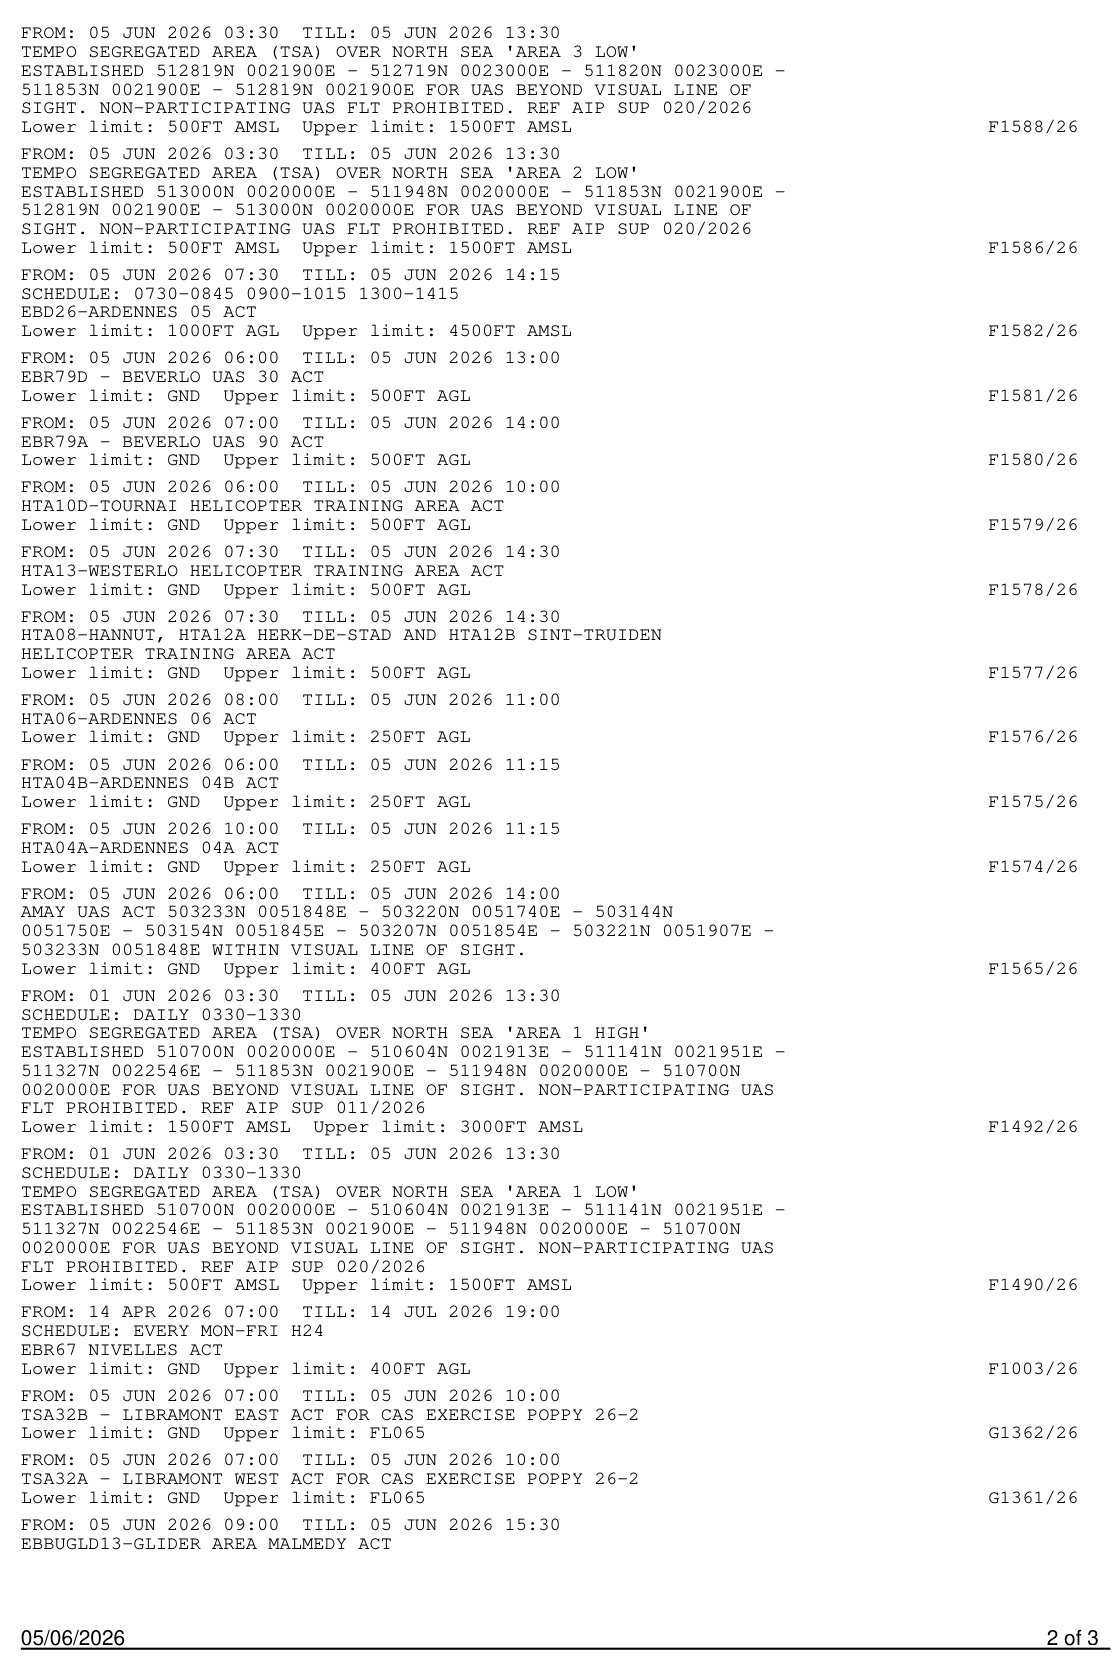 FROM: 05 JUN 2026 03:30  TILL: 05 JUN 2026 13:30
TEMPO SEGREGATED AREA (TSA) OVER NORTH SEA 'AREA 3 LOW'
ESTABLISHED 512819N 0021900E - 512719N 0023000E - 511820N 0023000E -
511853N 0021900E - 512819N 0021900E FOR UAS BEYOND VISUAL LINE OF
SIGHT. NON-PARTICIPATING UAS FLT PROHIBITED. REF AIP SUP 020/2026
Lower limit: 500FT AMSL  Upper limit: 1500FT AMSL  F1588/26
FROM: 05 JUN 2026 03:30  TILL: 05 JUN 2026 13:30
TEMPO SEGREGATED AREA (TSA) OVER NORTH SEA 'AREA 2 LOW'
ESTABLISHED 513000N 0020000E - 511948N 0020000E - 511853N 0021900E -
512819N 0021900E - 513000N 0020000E FOR UAS BEYOND VISUAL LINE OF
SIGHT. NON-PARTICIPATING UAS FLT PROHIBITED. REF AIP SUP 020/2026
Lower limit: 500FT AMSL  Upper limit: 1500FT AMSL  F1586/26
FROM: 05 JUN 2026 07:30  TILL: 05 JUN 2026 14:15
SCHEDULE: 0730-0845 0900-1015 1300-1415
EBD26-ARDENNES 05 ACT
Lower limit: 1000FT AGL  Upper limit: 4500FT AMSL  F1582/26
FROM: 05 JUN 2026 06:00  TILL: 05 JUN 2026 13:00
EBR79D - BEVERLO UAS 30 ACT
Lower limit: GND  Upper limit: 500FT AGL  F1581/26
FROM: 05 JUN 2026 07:00  TILL: 05 JUN 2026 14:00
EBR79A - BEVERLO UAS 90 ACT
Lower limit: GND  Upper limit: 500FT AGL  F1580/26
FROM: 05 JUN 2026 06:00  TILL: 05 JUN 2026 10:00
HTA10D-TOURNAI HELICOPTER TRAINING AREA ACT
Lower limit: GND  Upper limit: 500FT AGL  F1579/26
FROM: 05 JUN 2026 07:30  TILL: 05 JUN 2026 14:30
HTA13-WESTERLO HELICOPTER TRAINING AREA ACT
Lower limit: GND  Upper limit: 500FT AGL  F1578/26
FROM: 05 JUN 2026 07:30  TILL: 05 JUN 2026 14:30
HTA08-HANNUT, HTA12A HERK-DE-STAD AND HTA12B SINT-TRUIDEN
HELICOPTER TRAINING AREA ACT
Lower limit: GND  Upper limit: 500FT AGL  F1577/26
FROM: 05 JUN 2026 08:00  TILL: 05 JUN 2026 11:00
HTA06-ARDENNES 06 ACT
Lower limit: GND  Upper limit: 250FT AGL  F1576/26
FROM: 05 JUN 2026 06:00  TILL: 05 JUN 2026 11:15
HTA04B-ARDENNES 04B ACT
Lower limit: GND  Upper limit: 250FT AGL  F1575/26
FROM: 05 JUN 2026 10:00  TILL: 05 JUN 2026 11:15
HTA04A-ARDENNES 04A ACT
Lower limit: GND  Upper limit: 250FT AGL  F1574/26
FROM: 05 JUN 2026 06:00  TILL: 05 JUN 2026 14:00
AMAY UAS ACT 503233N 0051848E - 503220N 0051740E - 503144N
0051750E - 503154N 0051845E - 503207N 0051854E - 503221N 0051907E -
503233N 0051848E WITHIN VISUAL LINE OF SIGHT.
Lower limit: GND  Upper limit: 400FT AGL  F1565/26
FROM: 01 JUN 2026 03:30  TILL: 05 JUN 2026 13:30
SCHEDULE: DAILY 0330-1330
TEMPO SEGREGATED AREA (TSA) OVER NORTH SEA 'AREA 1 HIGH'
ESTABLISHED 510700N 0020000E - 510604N 0021913E - 511141N 0021951E -
511327N 0022546E - 511853N 0021900E - 511948N 0020000E - 510700N
0020000E FOR UAS BEYOND VISUAL LINE OF SIGHT. NON-PARTICIPATING UAS
FLT PROHIBITED. REF AIP SUP 011/2026
Lower limit: 1500FT AMSL  Upper limit: 3000FT AMSL  F1492/26
FROM: 01 JUN 2026 03:30  TILL: 05 JUN 2026 13:30
SCHEDULE: DAILY 0330-1330
TEMPO SEGREGATED AREA (TSA) OVER NORTH SEA 'AREA 1 LOW'
ESTABLISHED 510700N 0020000E - 510604N 0021913E - 511141N 0021951E -
511327N 0022546E - 511853N 0021900E - 511948N 0020000E - 510700N
0020000E FOR UAS BEYOND VISUAL LINE OF SIGHT. NON-PARTICIPATING UAS
FLT PROHIBITED. REF AIP SUP 020/2026
Lower limit: 500FT AMSL  Upper limit: 1500FT AMSL  F1490/26
FROM: 14 APR 2026 07:00  TILL: 14 JUL 2026 19:00
SCHEDULE: EVERY MON-FRI H24
EBR67 NIVELLES ACT
Lower limit: GND  Upper limit: 400FT AGL  F1003/26
FROM: 05 JUN 2026 07:00  TILL: 05 JUN 2026 10:00
TSA32B - LIBRAMONT EAST ACT FOR CAS EXERCISE POPPY 26-2
Lower limit: GND  Upper limit: FL065  G1362/26
FROM: 05 JUN 2026 07:00  TILL: 05 JUN 2026 10:00
TSA32A - LIBRAMONT WEST ACT FOR CAS EXERCISE POPPY 26-2
Lower limit: GND  Upper limit: FL065  G1361/26
FROM: 05 JUN 2026 09:00  TILL: 05 JUN 2026 15:30
EBBUGLD13-GLIDER AREA MALMEDY ACT
05/06/2026  2 of 3